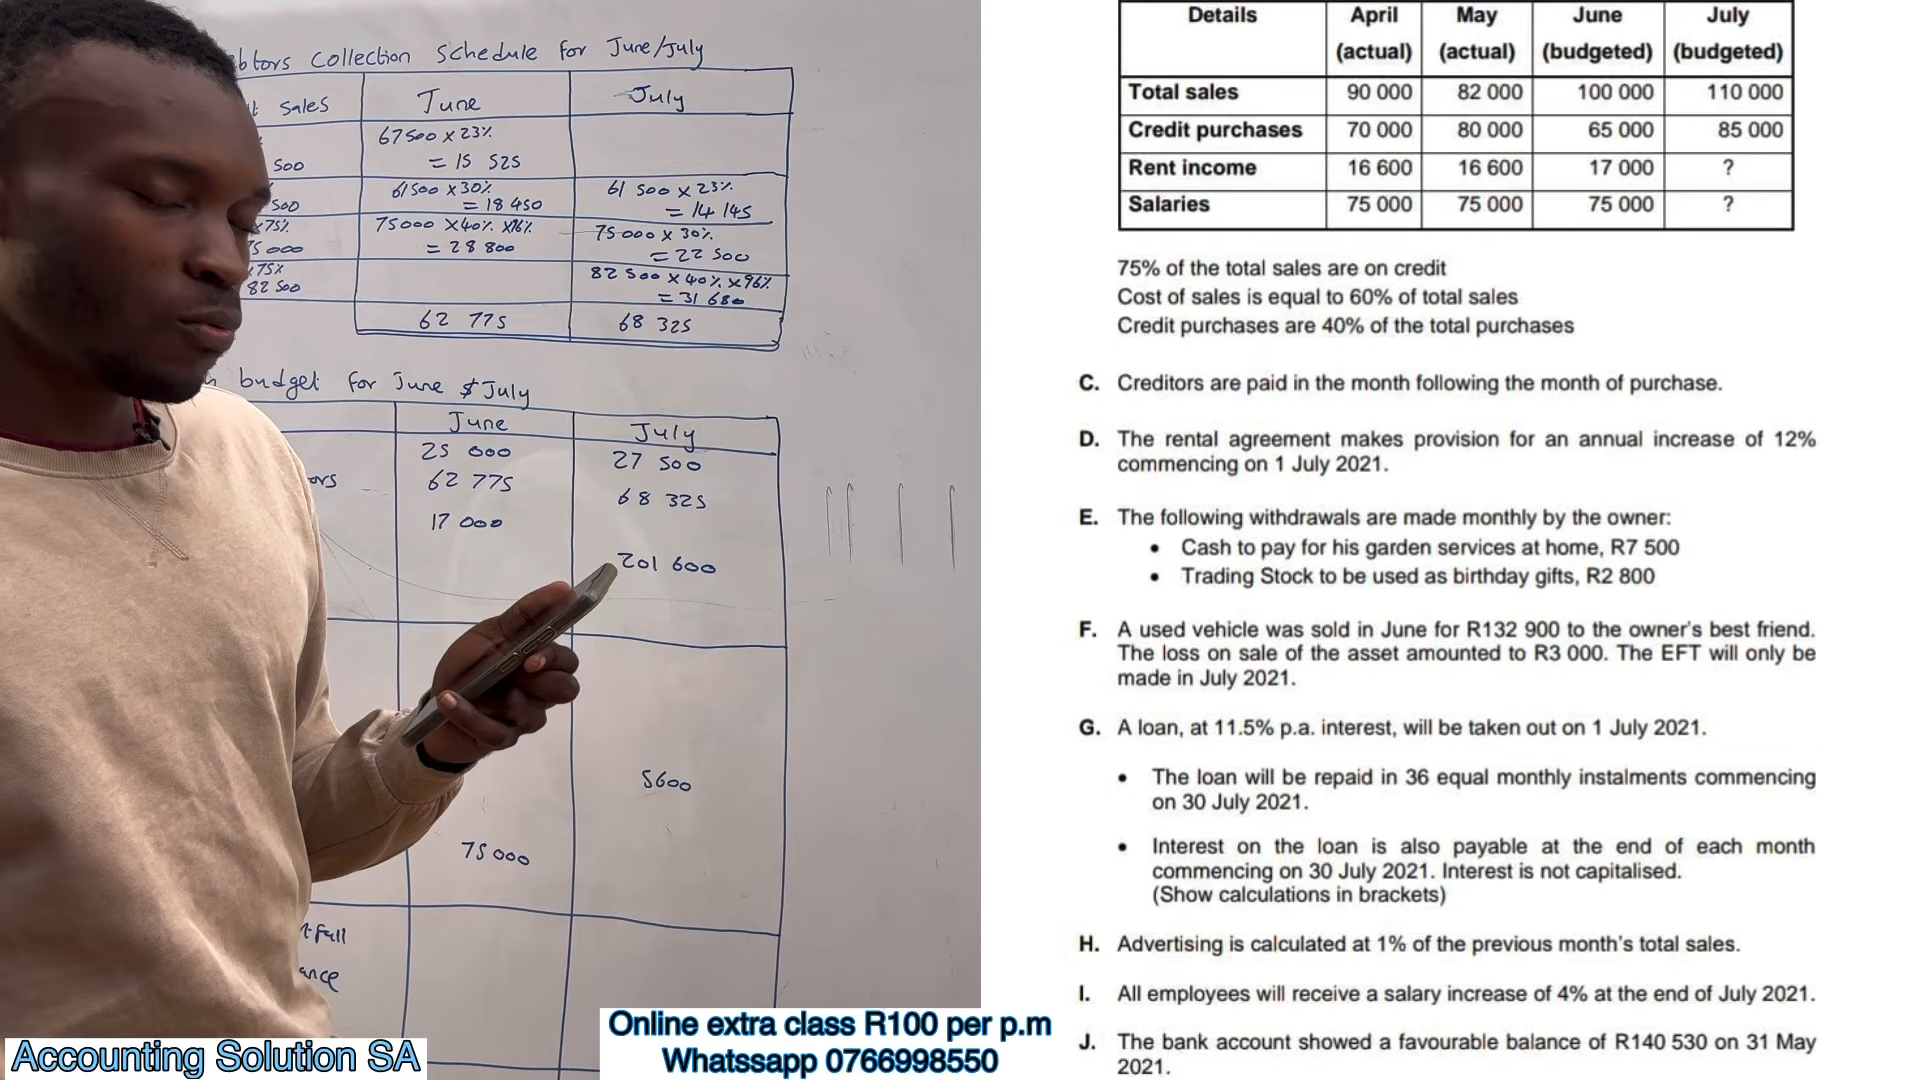 btors collection schedule for June/July
sales
June
July
67500 x 23%
= 15 525
500
61500 x 30%
= 18 450
61 500 x 23%
= 14 145
500
x75%
75000 x40% x96%
= 28 800
75 000 x 30%
= 22 500
5 000
x75%
82 500
82 500 x 40% x 96%
= 31 680
62 775
68 325
budget for June & July
June
July
25 000
27 500
ors
62 775
68 325
17 000
201 600
5600
75 000
fall
ance
Accounting Solution SA
Online extra class R100 per p.m
Whatssapp 0766998550
Details April (actual) May (actual) June (budgeted) July (budgeted)
Total sales 90 000 82 000 100 000 110 000
Credit purchases 70 000 80 000 65 000 85 000
Rent income 16 600 16 600 17 000 ?
Salaries 75 000 75 000 75 000 ?
75% of the total sales are on credit
Cost of sales is equal to 60% of total sales
Credit purchases are 40% of the total purchases
C. Creditors are paid in the month following the month of purchase.
D. The rental agreement makes provision for an annual increase of 12%
commencing on 1 July 2021.
E. The following withdrawals are made monthly by the owner:
• Cash to pay for his garden services at home, R7 500
• Trading Stock to be used as birthday gifts, R2 800
F. A used vehicle was sold in June for R132 900 to the owner's best friend.
The loss on sale of the asset amounted to R3 000. The EFT will only be
made in July 2021.
G. A loan, at 11.5% p.a. interest, will be taken out on 1 July 2021.
• The loan will be repaid in 36 equal monthly instalments commencing
on 30 July 2021.
• Interest on the loan is also payable at the end of each month
commencing on 30 July 2021. Interest is not capitalised.
(Show calculations in brackets)
H. Advertising is calculated at 1% of the previous month's total sales.
I. All employees will receive a salary increase of 4% at the end of July 2021.
J. The bank account showed a favourable balance of R140 530 on 31 May
2021.